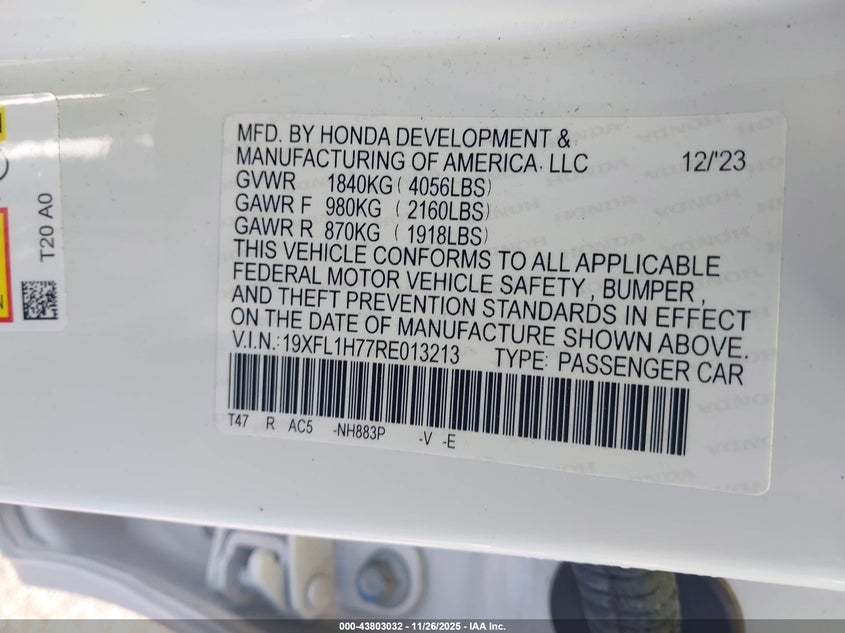 MFD. BY HONDA DEVELOPMENT &
MANUFACTURING OF AMERICA. LLC 12/'23
GVWR 1840KG ( 4056LBS)
GAWR F 980KG ( 2160LBS)
GAWR R 870KG ( 1918LBS)
THIS VEHICLE CONFORMS TO ALL APPLICABLE
FEDERAL MOTOR VEHICLE SAFETY, BUMPER,
AND THEFT PREVENTION STANDARDS IN EFFECT
ON THE DATE OF MANUFACTURE SHOWN ABOVE.
V.I.N.:19XFL1H77RE013213 TYPE: PASSENGER CAR
T47 R AC5 -NH883P -V -E
T20 A0
000-43803032 - 11/26/2025 - IAA Inc.